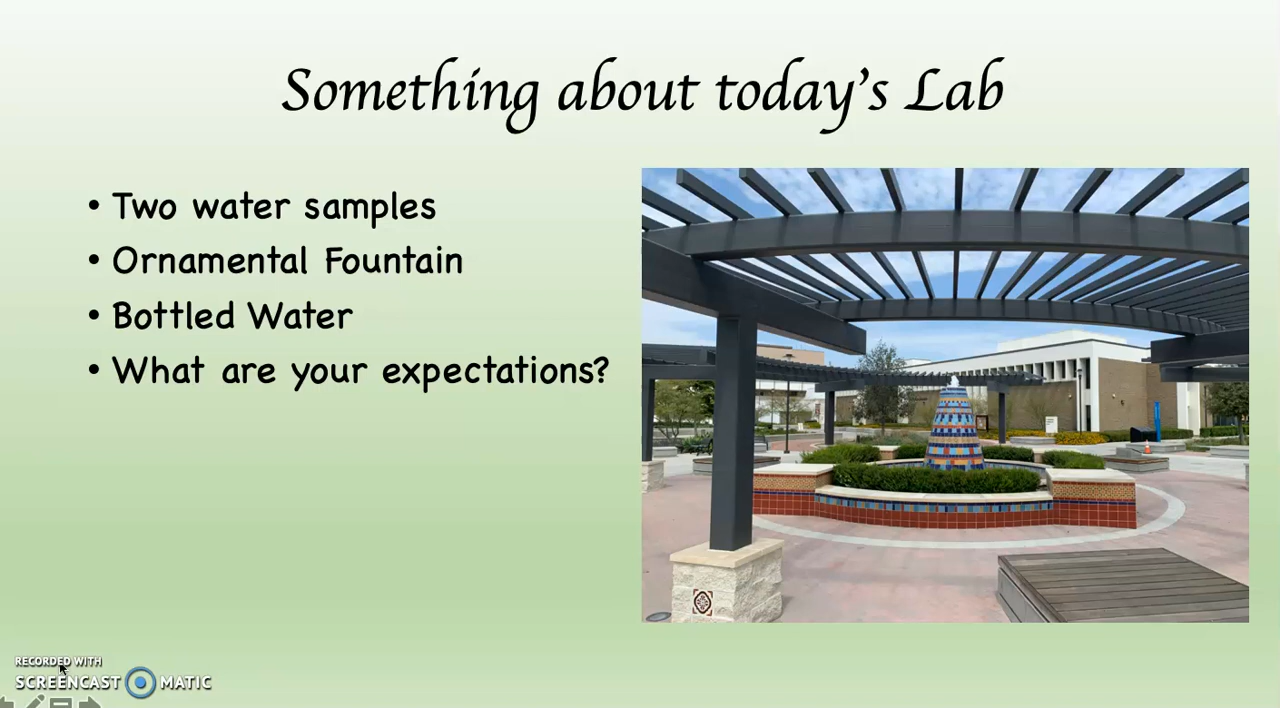 Something about today's Lab
• Two water samples
• Ornamental Fountain
• Bottled Water
• What are your expectations?
RECORDED WITH
SCREENCAST MATIC